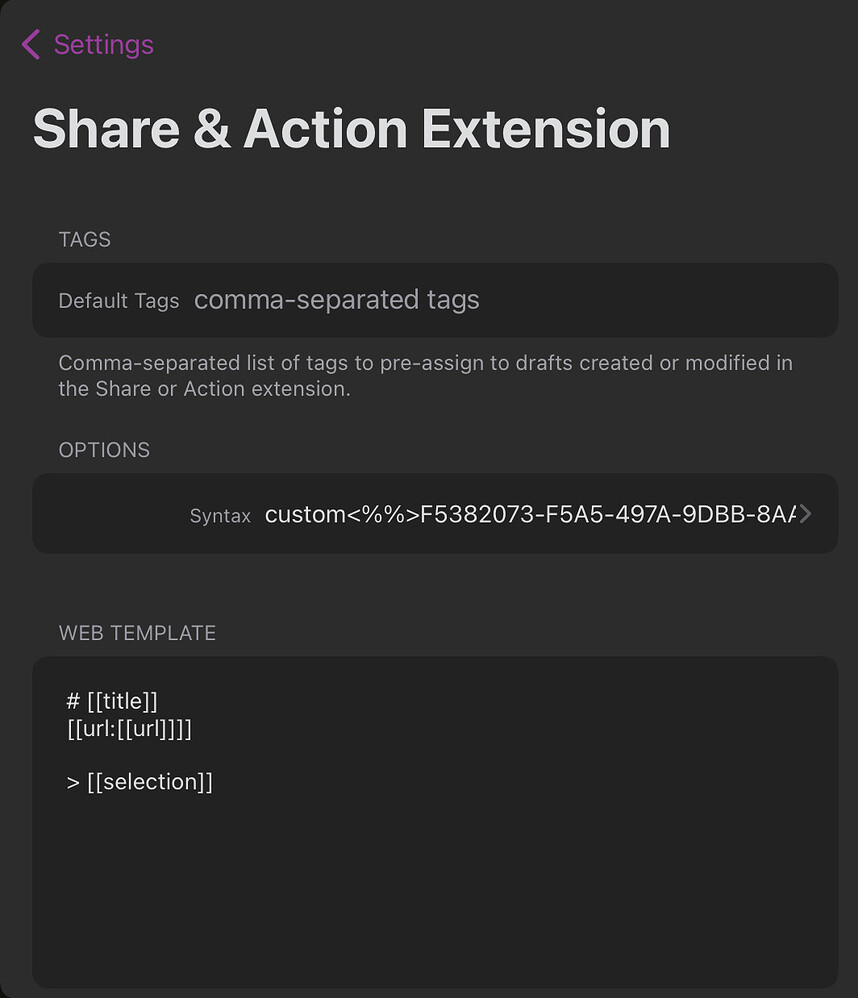 Settings
Share & Action Extension
TAGS
Default Tags comma-separated tags
Comma-separated list of tags to pre-assign to drafts created or modified in
the Share or Action extension.
OPTIONS
Syntax custom<%%>F5382073-F5A5-497A-9DBB-8AA
WEB TEMPLATE
# [[title]]
[[url:[[url]]]]
> [[selection]]